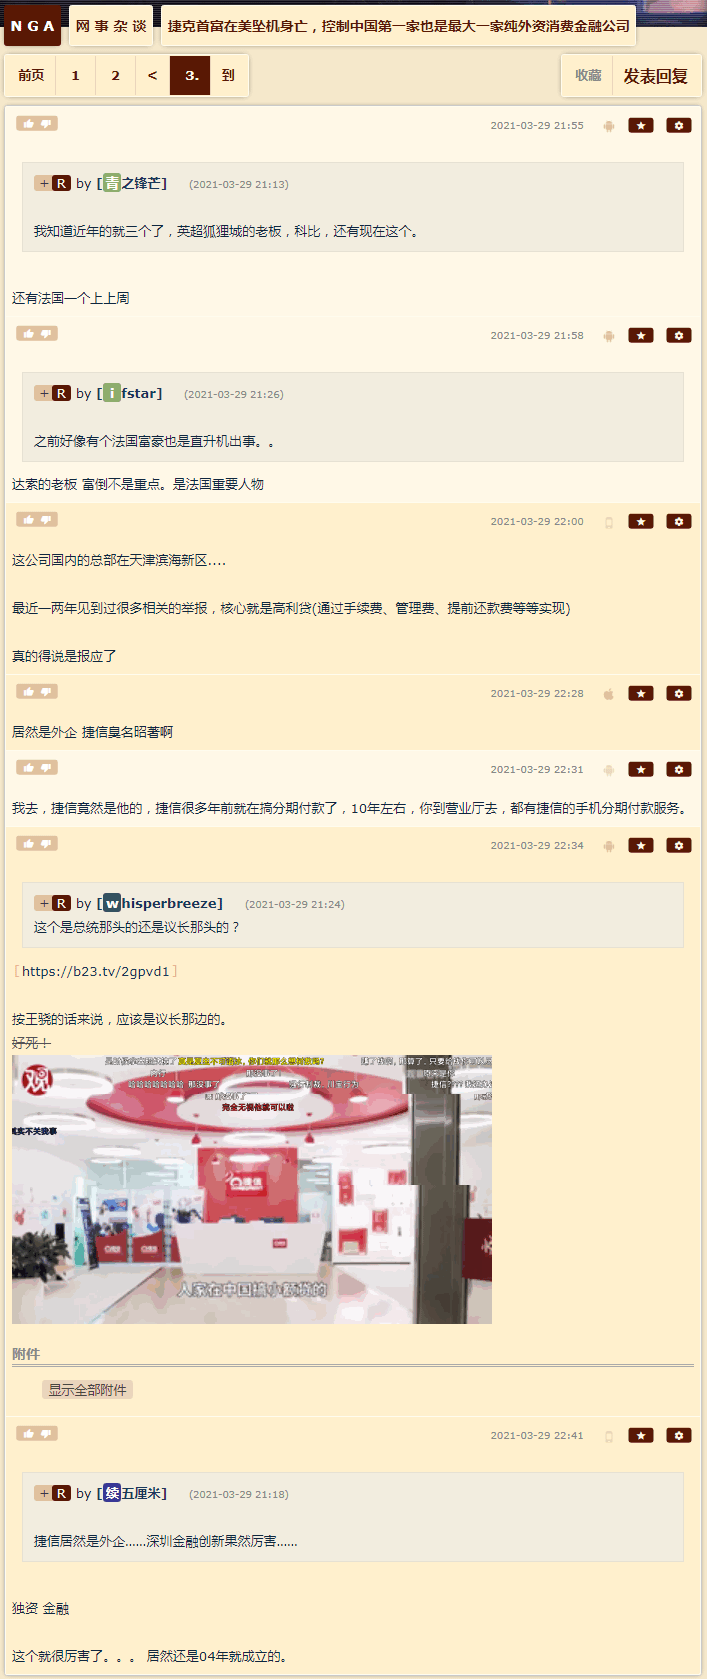 NGA 网事杂谈 捷克首富在美坠机身亡，控制中国第一家也是最大一家纯外资消费金融公司
前页 1 2 < 3. 到 收藏 发表回复
2021-03-29 21:55
+ R by [青之锋芒] (2021-03-29 21:13)
我知道近年的就三个了，英超狐狸城的老板，科比，还有现在这个。
还有法国一个上上周
2021-03-29 21:58
+ R by [ifstar] (2021-03-29 21:26)
之前好像有个法国富豪也是直升机出事。。
达索的老板 富倒不是重点。是法国重要人物
2021-03-29 22:00
这公司国内的总部在天津滨海新区....
最近一两年见到过很多相关的举报，核心就是高利贷(通过手续费、管理费、提前还款费等等实现)
真的得说是报应了
2021-03-29 22:28
居然是外企 捷信臭名昭著啊
2021-03-29 22:31
我去，捷信竟然是他的，捷信很多年前就在搞分期付款了，10年左右，你到营业厅去，都有捷信的手机分期付款服务。
2021-03-29 22:34
+ R by [whisperbreeze] (2021-03-29 21:24)
这个是总统那头的还是议长那头的？
[https://b23.tv/2gpvd1]
按王骁的话来说，应该是议长那边的。
好死！
观
哈哈哈哈哈哈哈 那没事了
完全无视他就可以啦
其实不关我事
捷信
人家在中国搞小额贷的
附件
显示全部附件
2021-03-29 22:41
+ R by [续五厘米] (2021-03-29 21:18)
捷信居然是外企……深圳金融创新果然厉害……
独资 金融
这个就很厉害了。。。 居然还是04年就成立的。